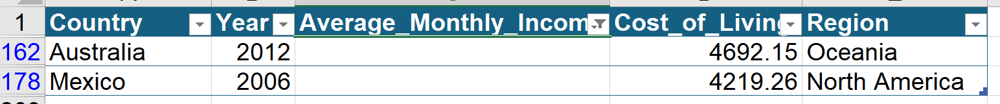 1 Country Year Average_Monthly_Incom Cost_of_Living Region
162 Australia 2012 4692.15 Oceania
178 Mexico 2006 4219.26 North America